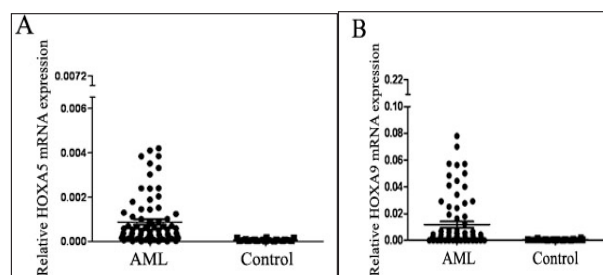 A
Relative HOXA5 mRNA expression
0.0072
0.006
0.004
0.002
0.000
AML
Control
B
Relative HOXA9 mRNA expression
0.22
0.10
0.08
0.06
0.04
0.02
0.00
AML
Control